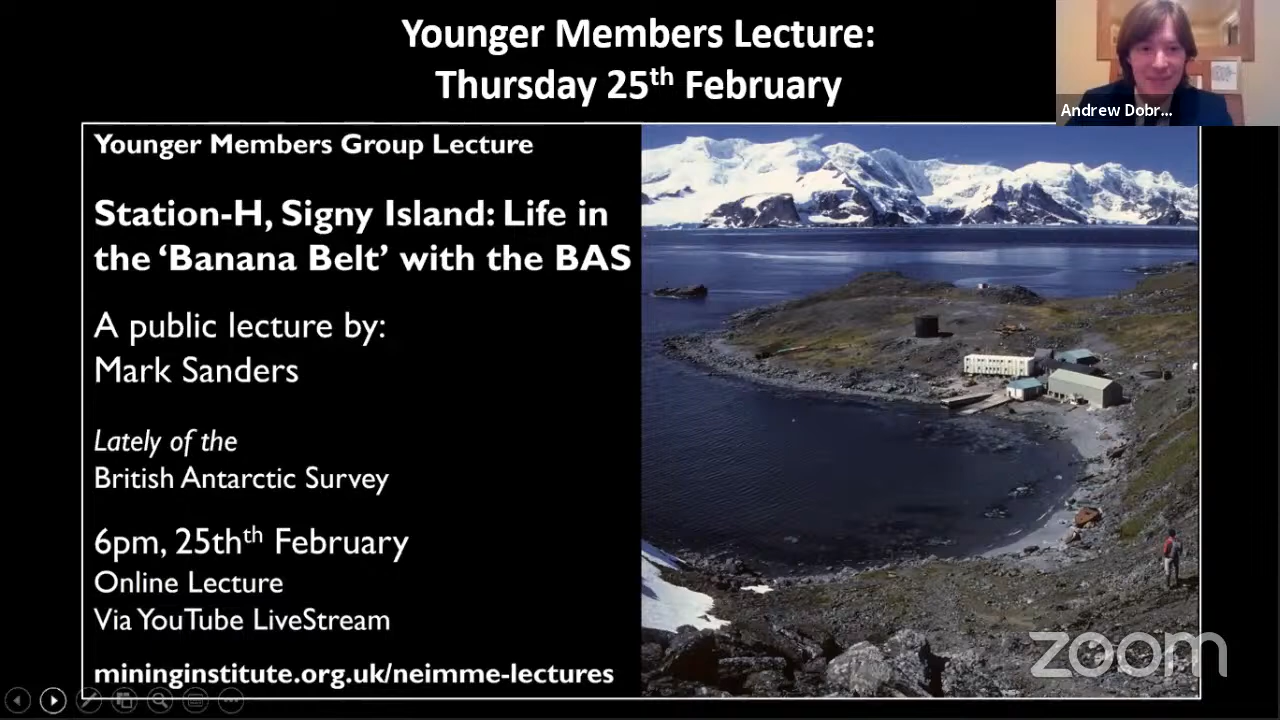 Younger Members Lecture:
Thursday 25th February
Andrew Dobr...
Younger Members Group Lecture
Station-H, Signy Island: Life in
the ‘Banana Belt’ with the BAS
A public lecture by:
Mark Sanders
Lately of the
British Antarctic Survey
6pm, 25thth February
Online Lecture
Via YouTube LiveStream
mininginstitute.org.uk/neimme-lectures
zoom